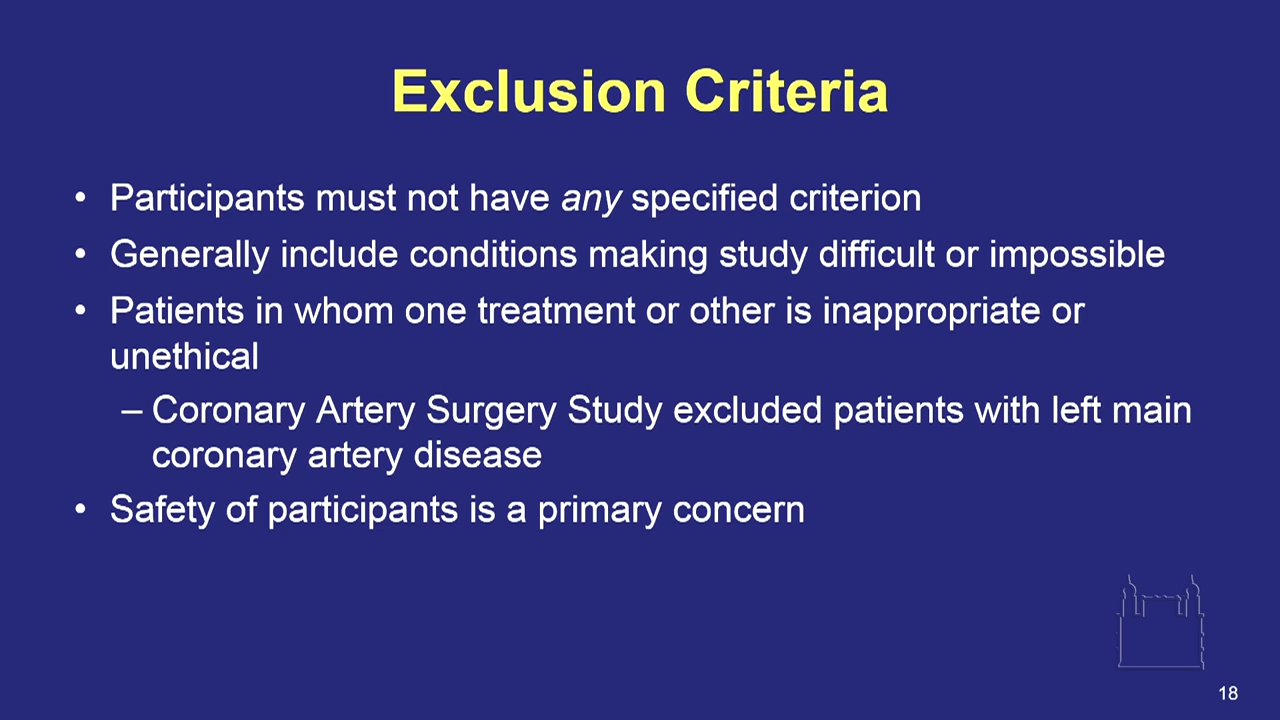 Exclusion Criteria
• Participants must not have any specified criterion
• Generally include conditions making study difficult or impossible
• Patients in whom one treatment or other is inappropriate or
unethical
– Coronary Artery Surgery Study excluded patients with left main
coronary artery disease
• Safety of participants is a primary concern
18